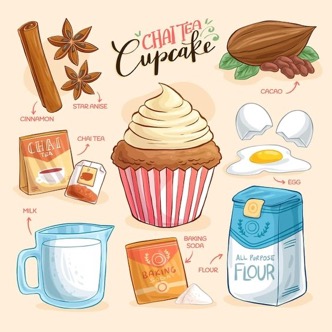 CHAI TEA
Cupcake
CINNAMON
STAR ANISE
CACAO
CHAI
TEA
CHAI TEA
EGG
MILK
BAKING
SODA
BAKING
FLOUR
ALL PURPOSE
FLOUR